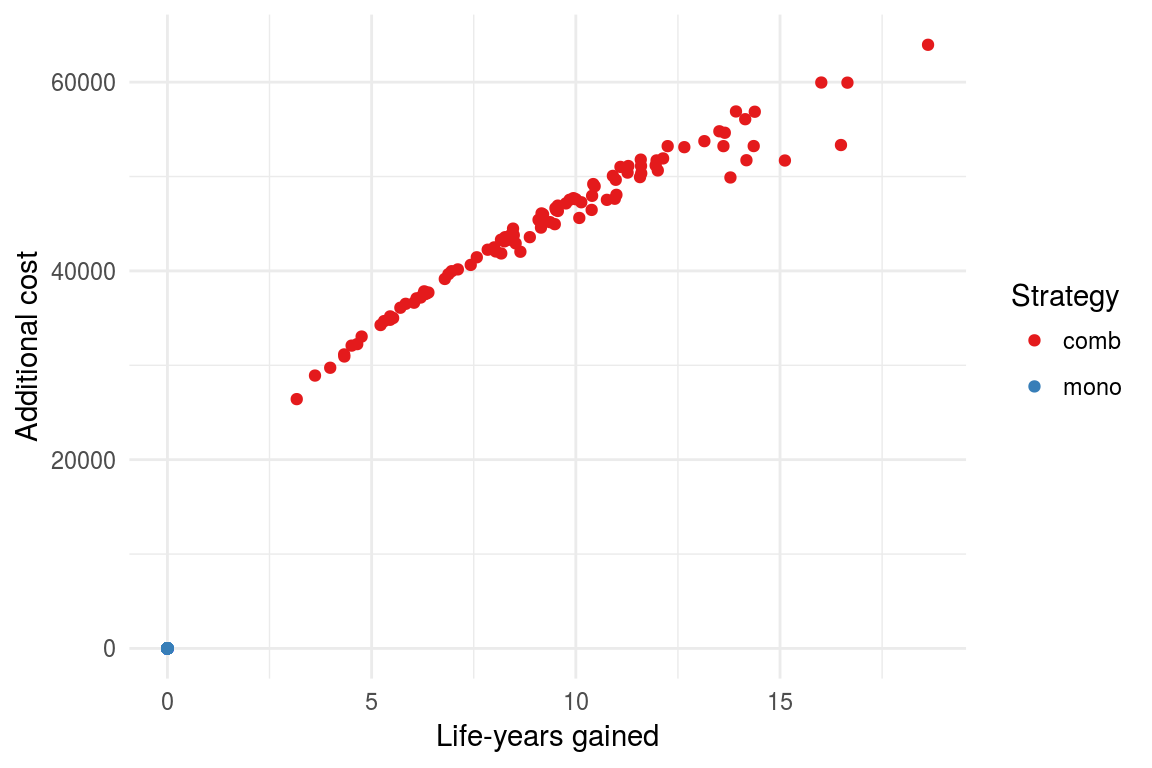 60000
40000
20000
0
0
5
10
15
Additional cost
Life-years gained
Strategy
comb
mono